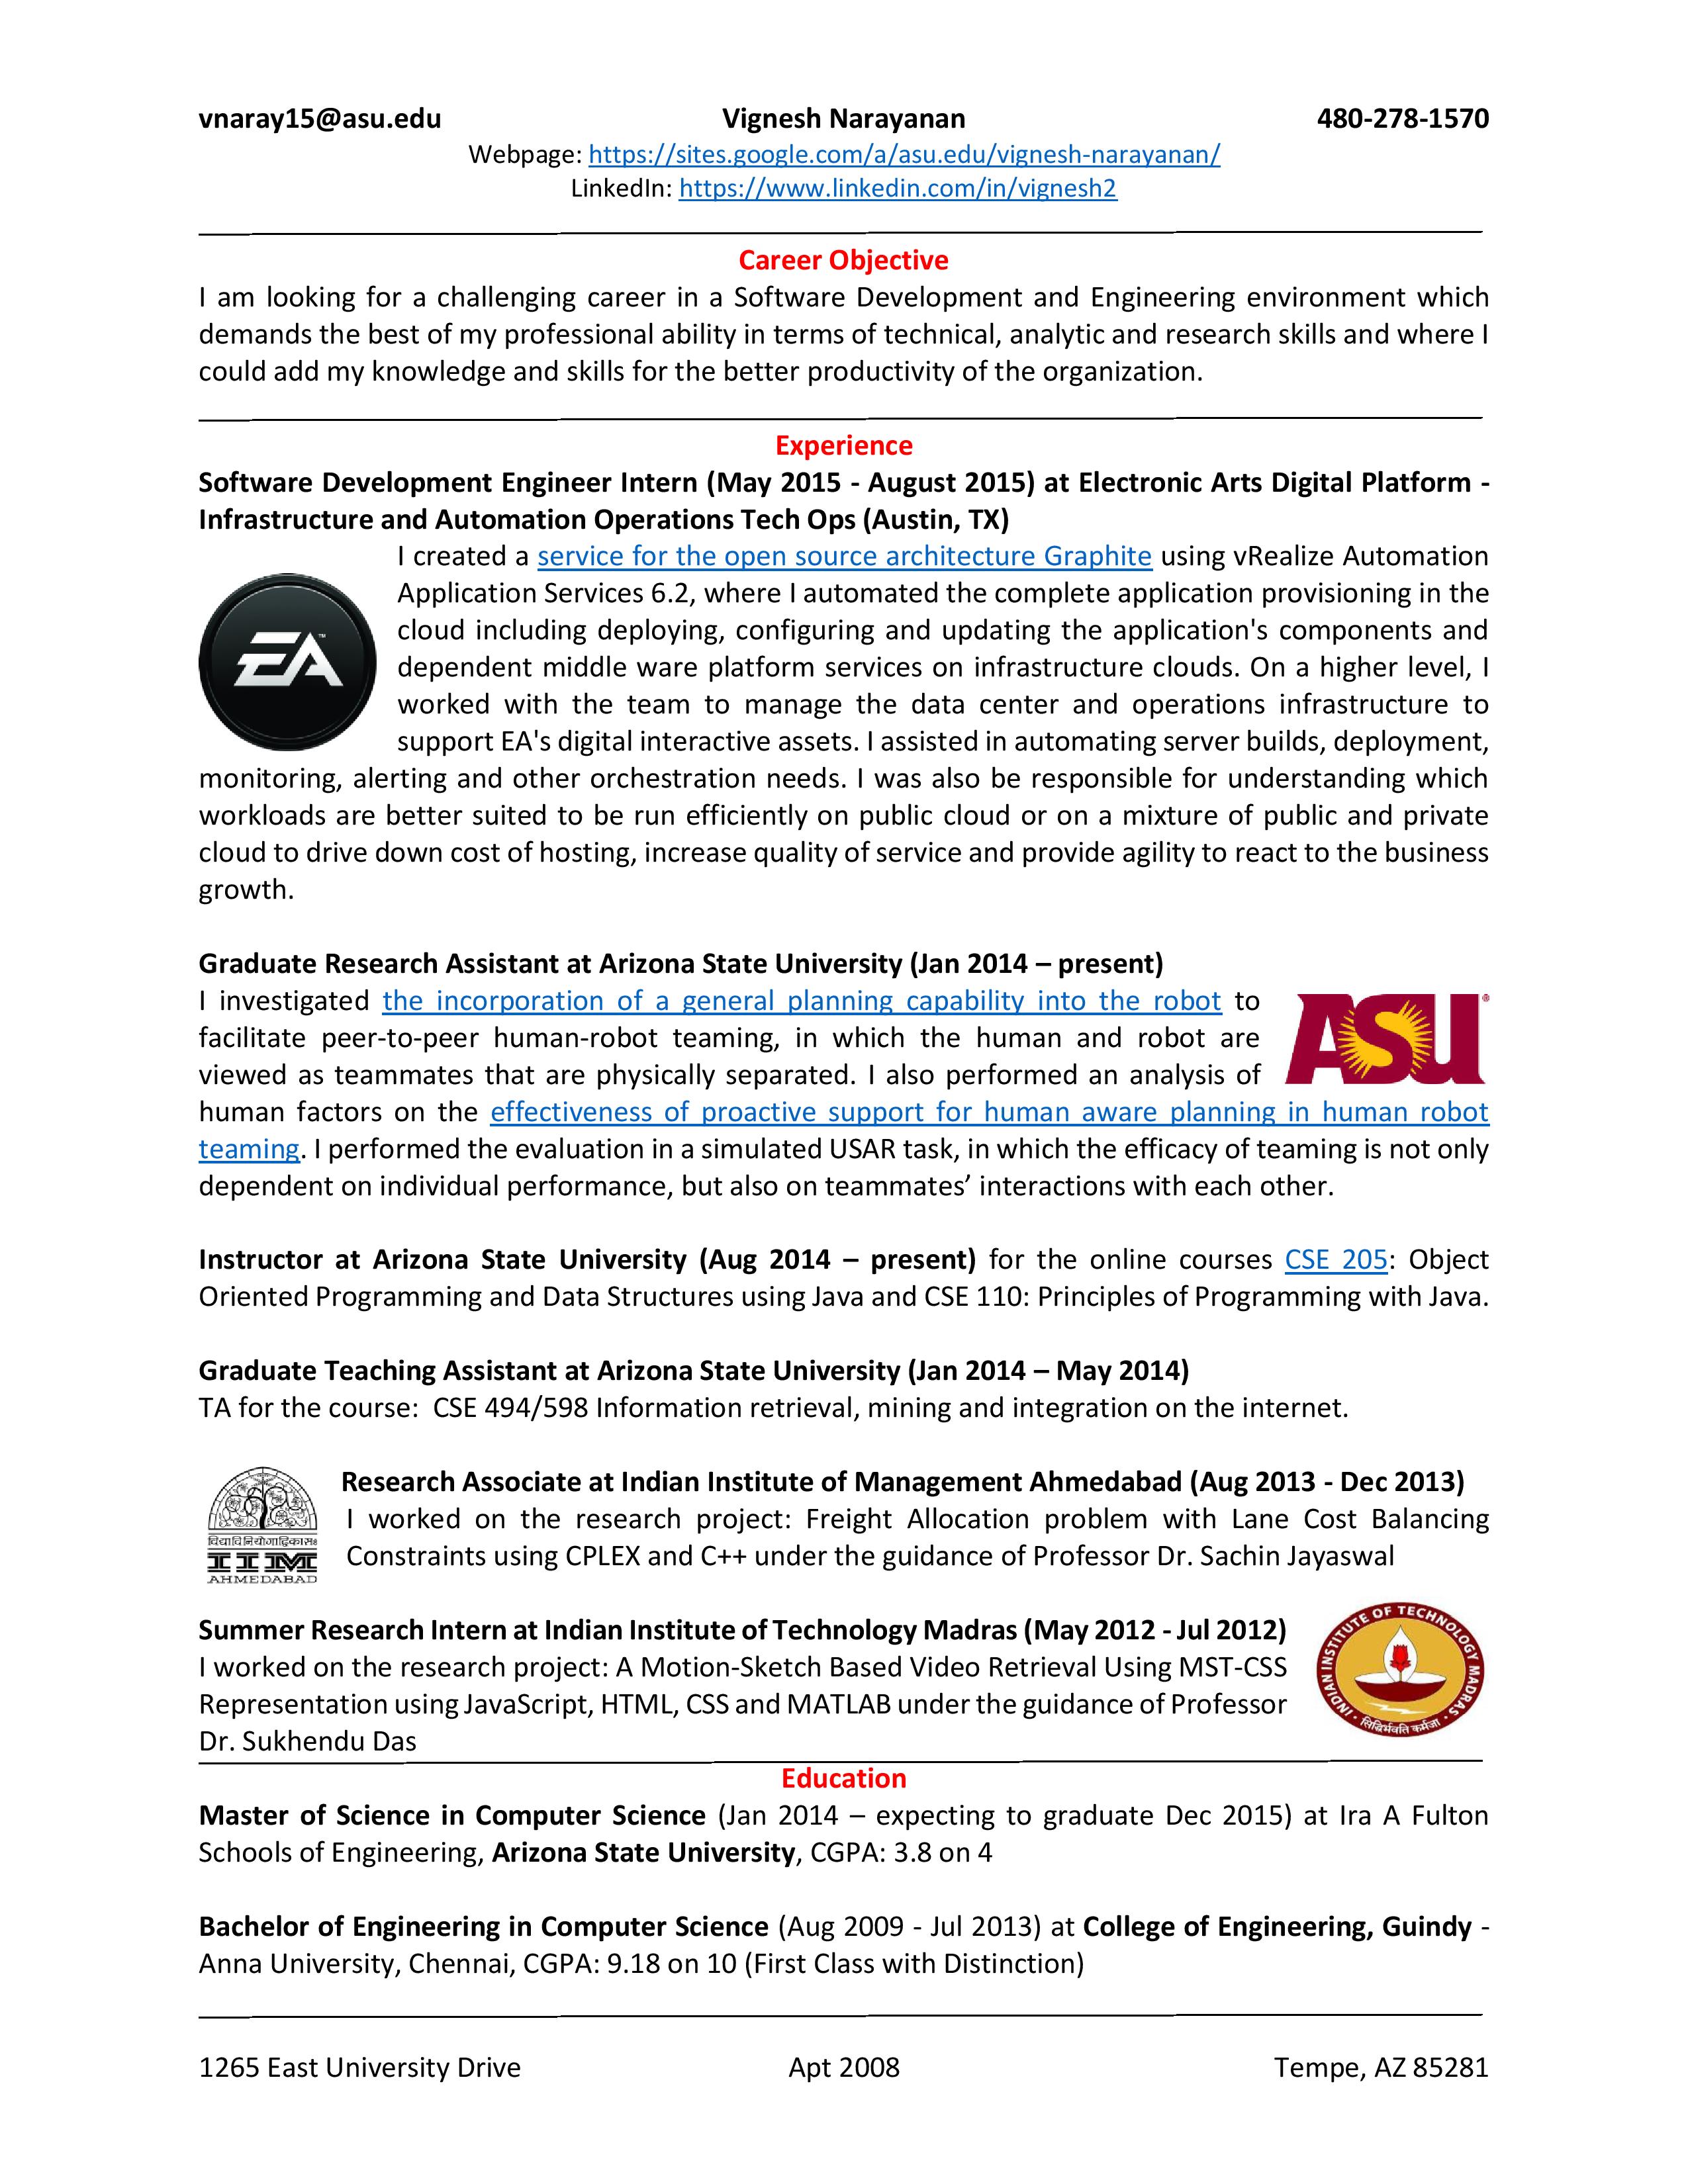 vnaray15@asu.edu Vignesh Narayanan 480-278-1570
Webpage: https://sites.google.com/a/asu.edu/vignesh-narayanan/
LinkedIn: https://www.linkedin.com/in/vignesh2
Career Objective
I am looking for a challenging career in a Software Development and Engineering environment which
demands the best of my professional ability in terms of technical, analytic and research skills and where I
could add my knowledge and skills for the better productivity of the organization.
Experience
Software Development Engineer Intern (May 2015 - August 2015) at Electronic Arts Digital Platform -
Infrastructure and Automation Operations Tech Ops (Austin, TX)
EA™
I created a service for the open source architecture Graphite using vRealize Automation
Application Services 6.2, where I automated the complete application provisioning in the
cloud including deploying, configuring and updating the application's components and
dependent middle ware platform services on infrastructure clouds. On a higher level, I
worked with the team to manage the data center and operations infrastructure to
support EA's digital interactive assets. I assisted in automating server builds, deployment,
monitoring, alerting and other orchestration needs. I was also be responsible for understanding which
workloads are better suited to be run efficiently on public cloud or on a mixture of public and private
cloud to drive down cost of hosting, increase quality of service and provide agility to react to the business
growth.
Graduate Research Assistant at Arizona State University (Jan 2014 – present)
I investigated the incorporation of a general planning capability into the robot to
facilitate peer-to-peer human-robot teaming, in which the human and robot are
viewed as teammates that are physically separated. I also performed an analysis of
ASU®
human factors on the effectiveness of proactive support for human aware planning in human robot
teaming. I performed the evaluation in a simulated USAR task, in which the efficacy of teaming is not only
dependent on individual performance, but also on teammates’ interactions with each other.
Instructor at Arizona State University (Aug 2014 – present) for the online courses CSE 205: Object
Oriented Programming and Data Structures using Java and CSE 110: Principles of Programming with Java.
Graduate Teaching Assistant at Arizona State University (Jan 2014 – May 2014)
TA for the course:  CSE 494/598 Information retrieval, mining and integration on the internet.
विद्याविनियोगाद्विकासः
IIM
AHMEDABAD
Research Associate at Indian Institute of Management Ahmedabad (Aug 2013 - Dec 2013)
I worked on the research project: Freight Allocation problem with Lane Cost Balancing
Constraints using CPLEX and C++ under the guidance of Professor Dr. Sachin Jayaswal
Summer Research Intern at Indian Institute of Technology Madras (May 2012 - Jul 2012)
I worked on the research project: A Motion-Sketch Based Video Retrieval Using MST-CSS
Representation using JavaScript, HTML, CSS and MATLAB under the guidance of Professor
Dr. Sukhendu Das
INDIAN INSTITUTE OF TECHNOLOGY MADRAS
सिद्धिर्भवति कर्मजा
Education
Master of Science in Computer Science (Jan 2014 – expecting to graduate Dec 2015) at Ira A Fulton
Schools of Engineering, Arizona State University, CGPA: 3.8 on 4
Bachelor of Engineering in Computer Science (Aug 2009 - Jul 2013) at College of Engineering, Guindy -
Anna University, Chennai, CGPA: 9.18 on 10 (First Class with Distinction)
1265 East University Drive Apt 2008 Tempe, AZ 85281